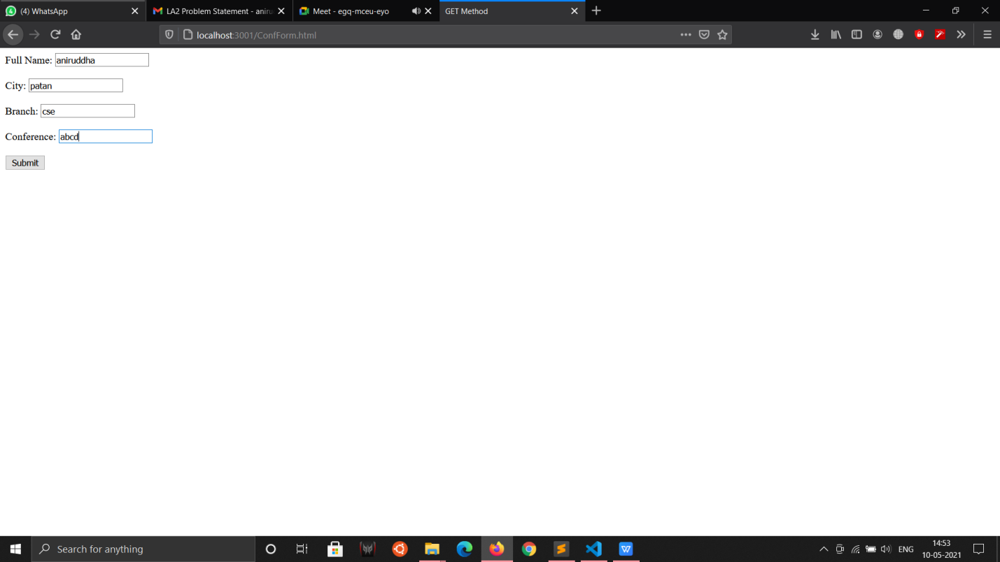 (4) WhatsApp
LA2 Problem Statement - aniru
Meet - egq-mceu-eyo
GET Method
localhost:3001/ConfForm.html
Full Name: aniruddha
City: patan
Branch: cse
Conference: abcd
Submit
Search for anything
ENG
14:53
10-05-2021